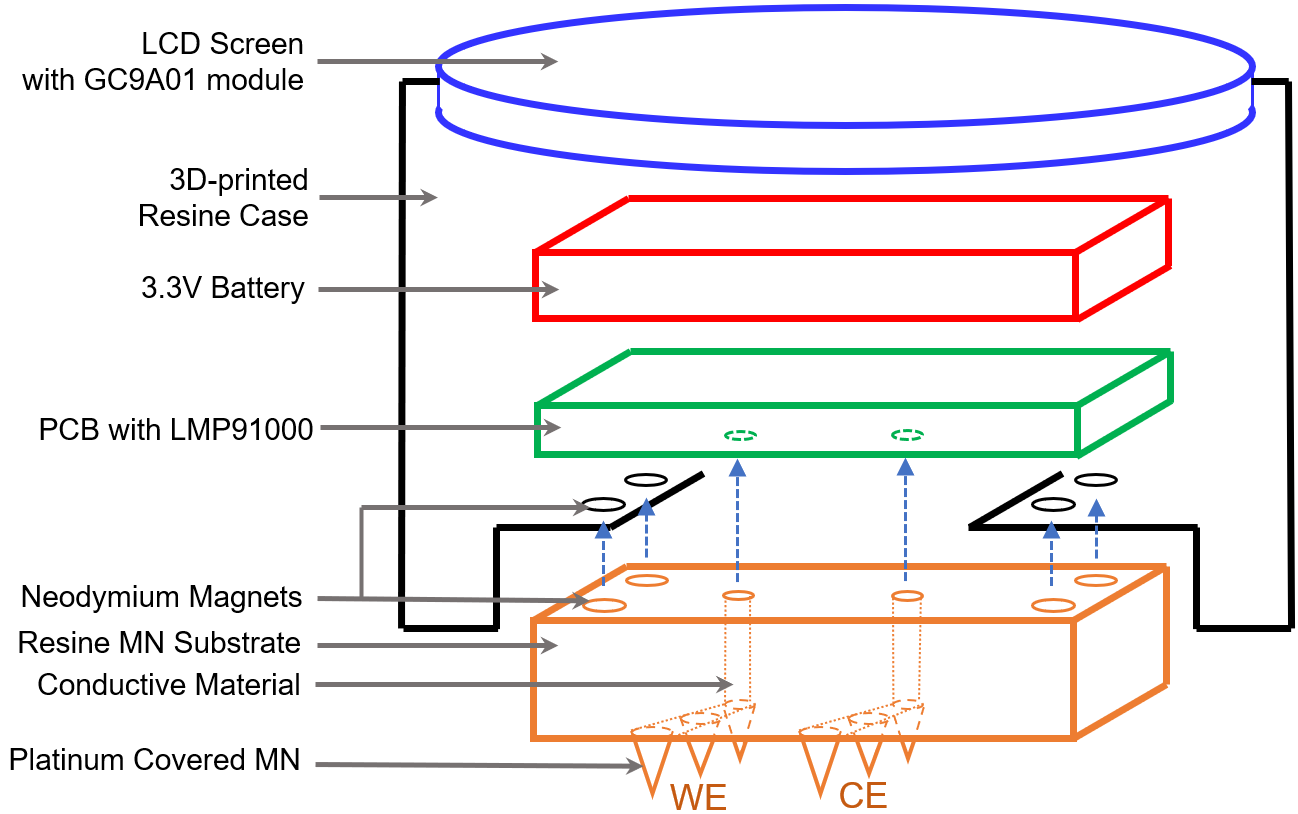 LCD Screen
with GC9A01 module
3D-printed
Resine Case
3.3V Battery
PCB with LMP91000
Neodymium Magnets
Resine MN Substrate
Conductive Material
Platinum Covered MN
WE
CE